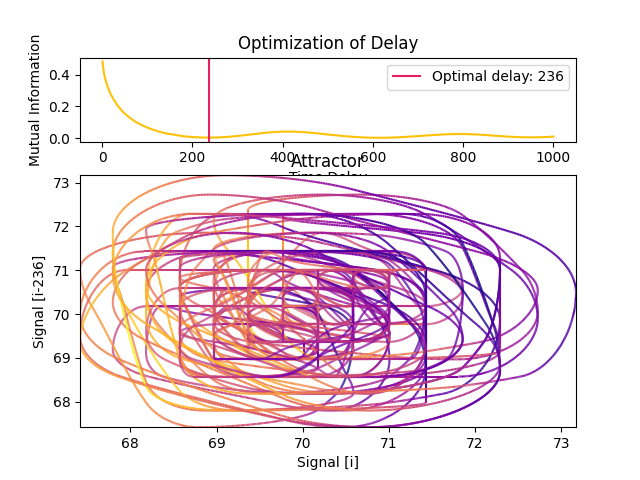 Optimization of Delay
Mutual Information
0.4
0.2
0.0
Optimal delay: 236
0 200 400 600 800 1000
Time Delay
Attractor
Signal [i-236]
73
72
71
70
69
68
68 69 70 71 72 73
Signal [i]